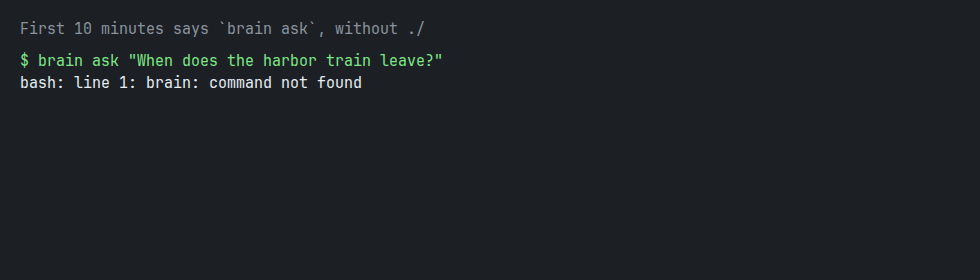 First 10 minutes says `brain ask`, without ./
$ brain ask "When does the harbor train leave?"
bash: line 1: brain: command not found